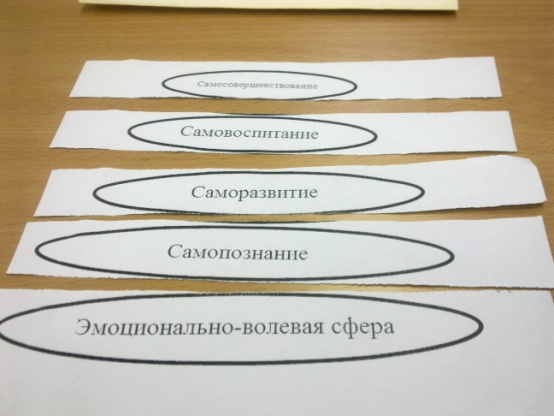 Самосовершенствование
Самовоспитание
Саморазвитие
Самопознание
Эмоционально-волевая сфера